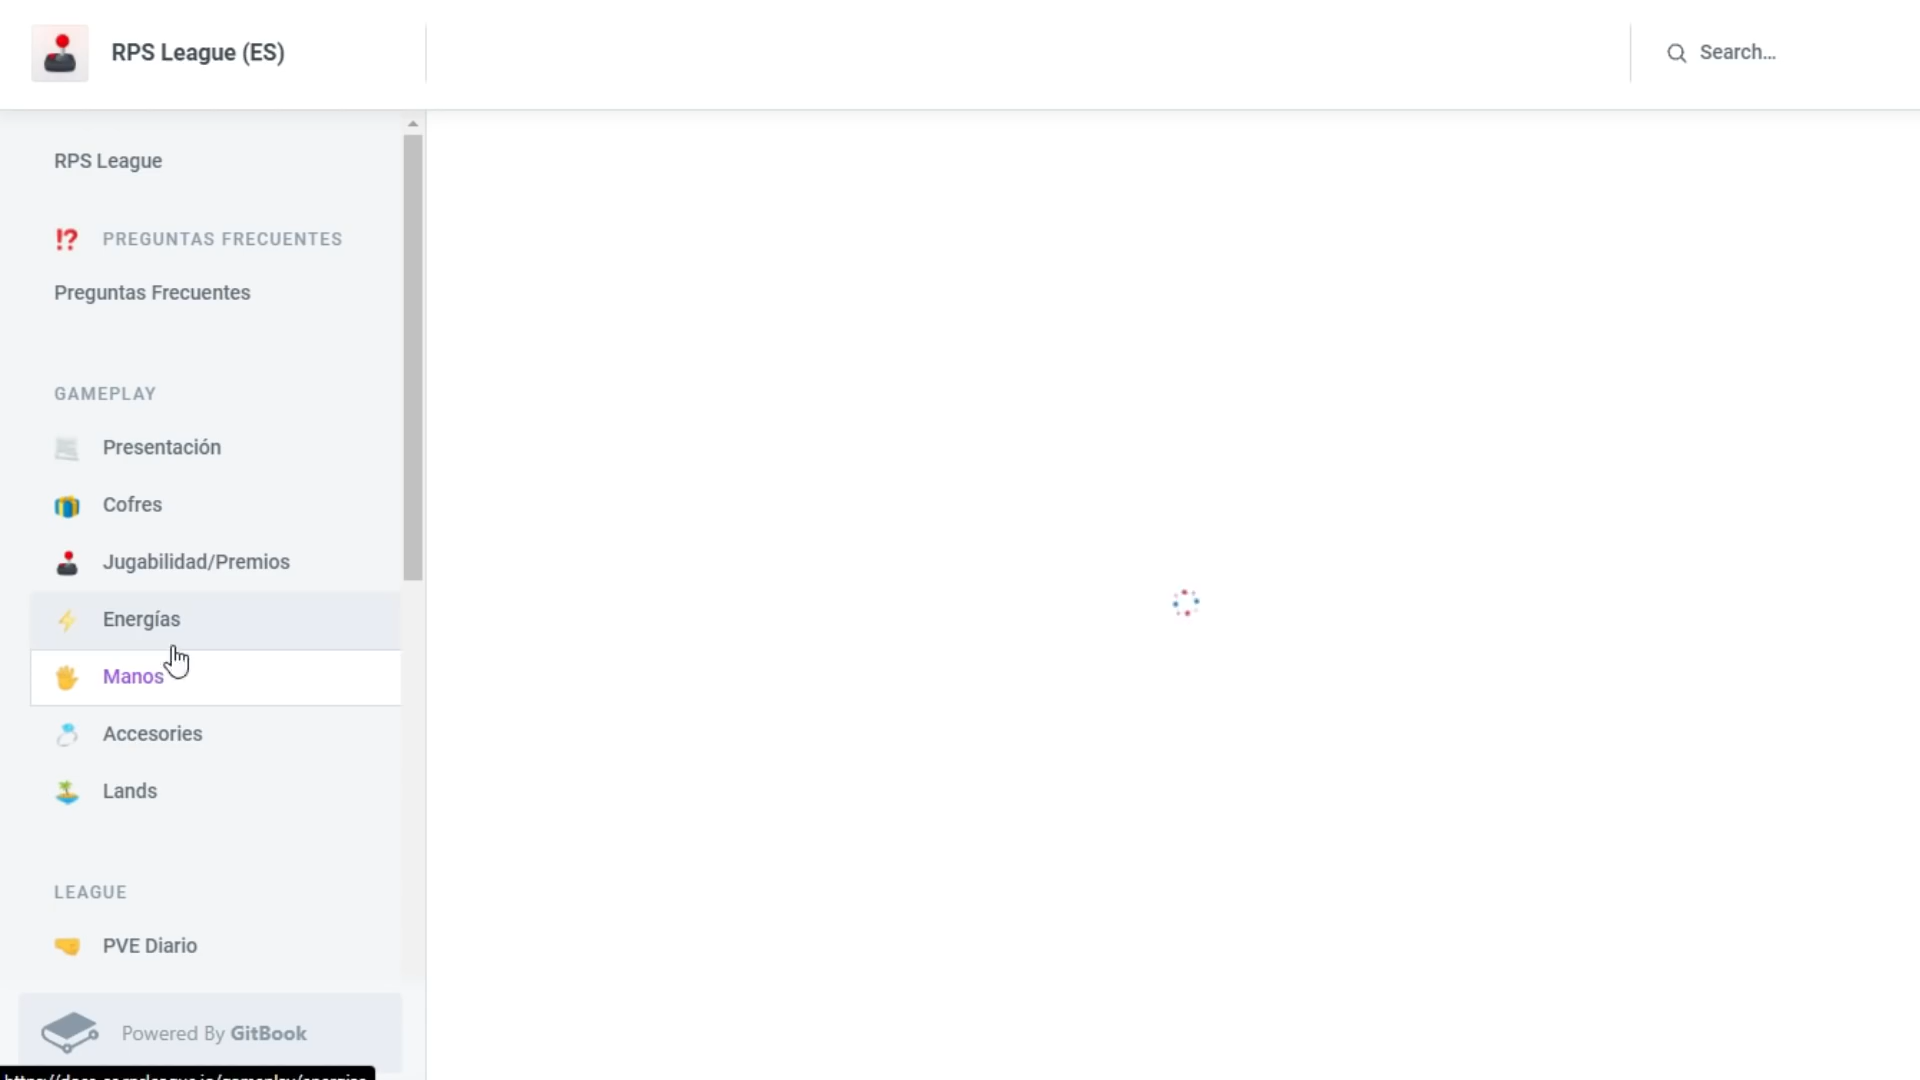 RPS League (ES)
Search...
RPS League
⁉ PREGUNTAS FRECUENTES
Preguntas Frecuentes
GAMEPLAY
Presentación
Cofres
Jugabilidad/Premios
Energías
Manos
Accesories
Lands
LEAGUE
PVE Diario
Powered By GitBook